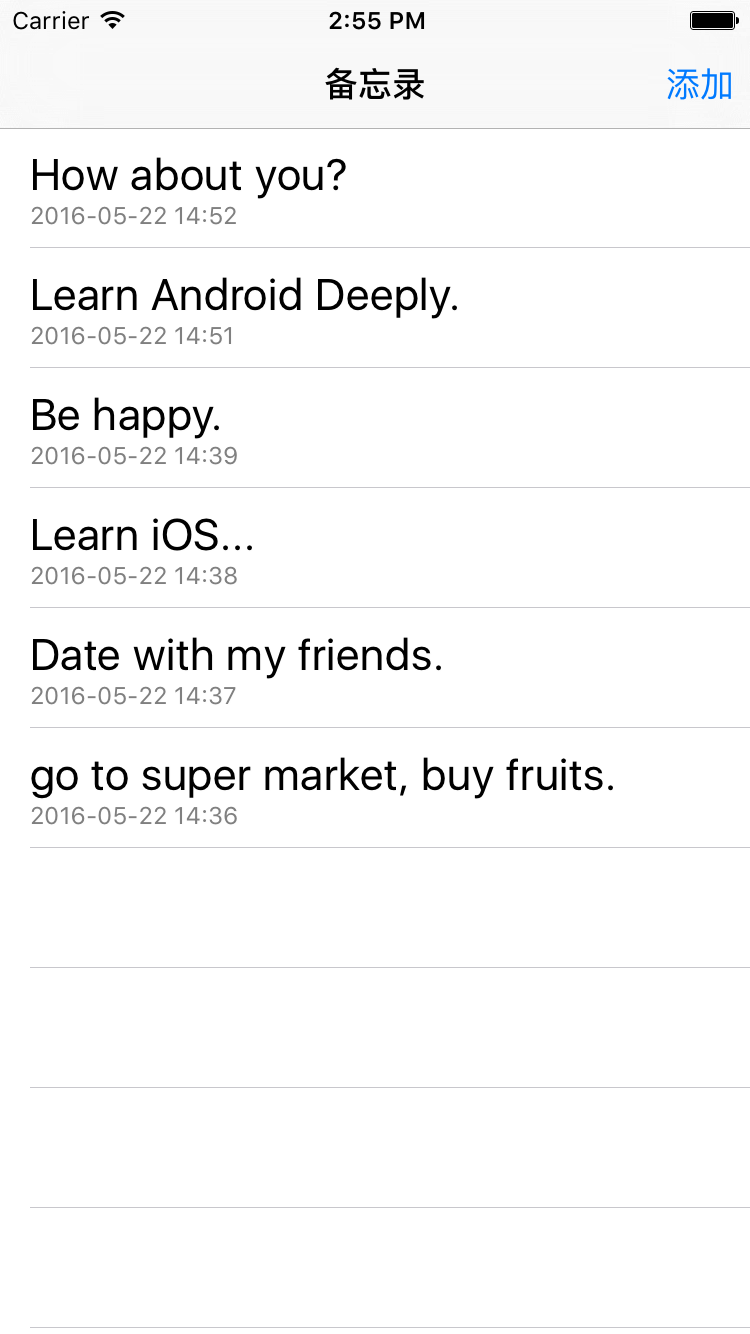 Carrier 2:55 PM
备忘录 添加
How about you?
2016-05-22 14:52
Learn Android Deeply.
2016-05-22 14:51
Be happy.
2016-05-22 14:39
Learn iOS...
2016-05-22 14:38
Date with my friends.
2016-05-22 14:37
go to super market, buy fruits.
2016-05-22 14:36